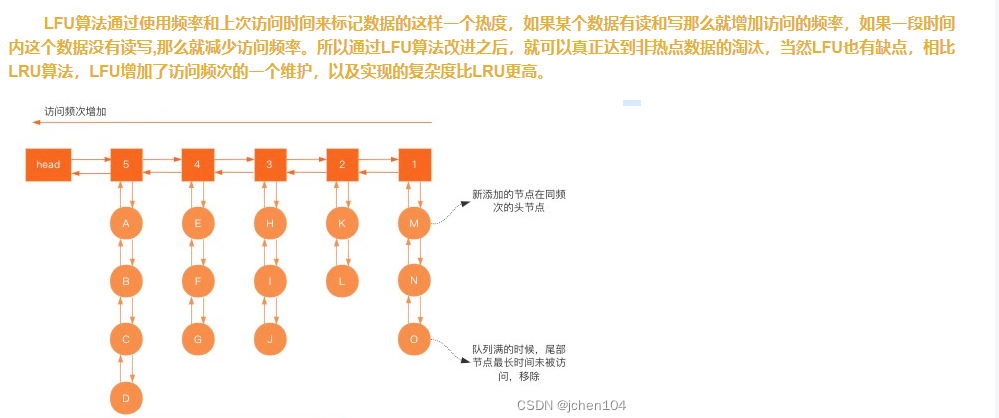 LFU算法通过使用频率和上次访问时间来标记数据的这样一个热度，如果某个数据有读和写那么就增加访问的频率，如果一段时间
内这个数据没有读写,那么就减少访问频率。所以通过LFU算法改进之后，就可以真正达到非热点数据的淘汰，当然LFU也有缺点，相比
LRU算法，LFU增加了访问频次的一个维护，以及实现的复杂度比LRU更高。
访问频次增加
head
5
4
3
2
1
新添加的节点在同频
次的头节点
A
E
H
K
M
B
F
I
L
N
C
G
J
O
队列满的时候，尾部
节点最长时间未被访
问，移除
D
CSDN @jchen104